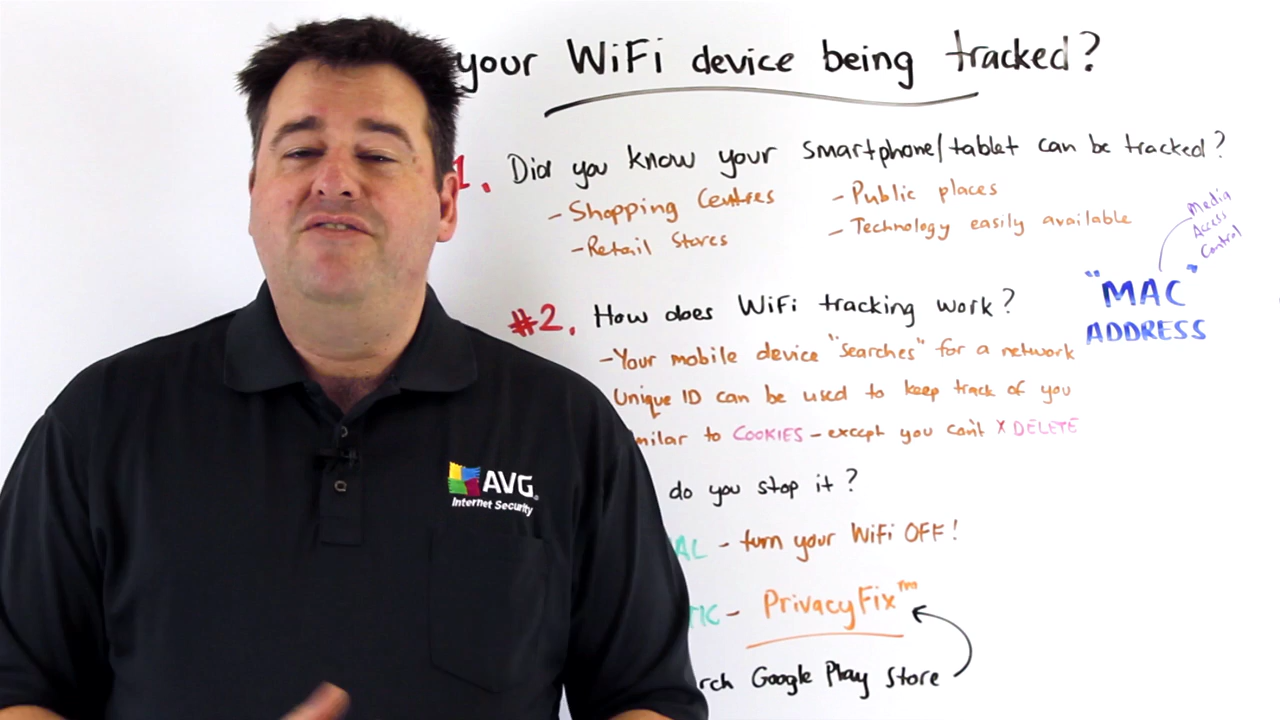 your WiFi device being tracked?
1. Did you know your smartphone/tablet can be tracked?
- Shopping Centres
- Retail Stores
- Public places
- Technology easily available
Media
Access
Control
"MAC"
ADDRESS
#2. How does WiFi tracking work?
- Your mobile device "searches" for a network
Unique ID can be used to keep track of you
milar to COOKIES - except you can't X DELETE
do you stop it?
AL - turn your WiFi OFF!
TIC - PrivacyFix™
rch Google Play Store
AVG
Internet Security